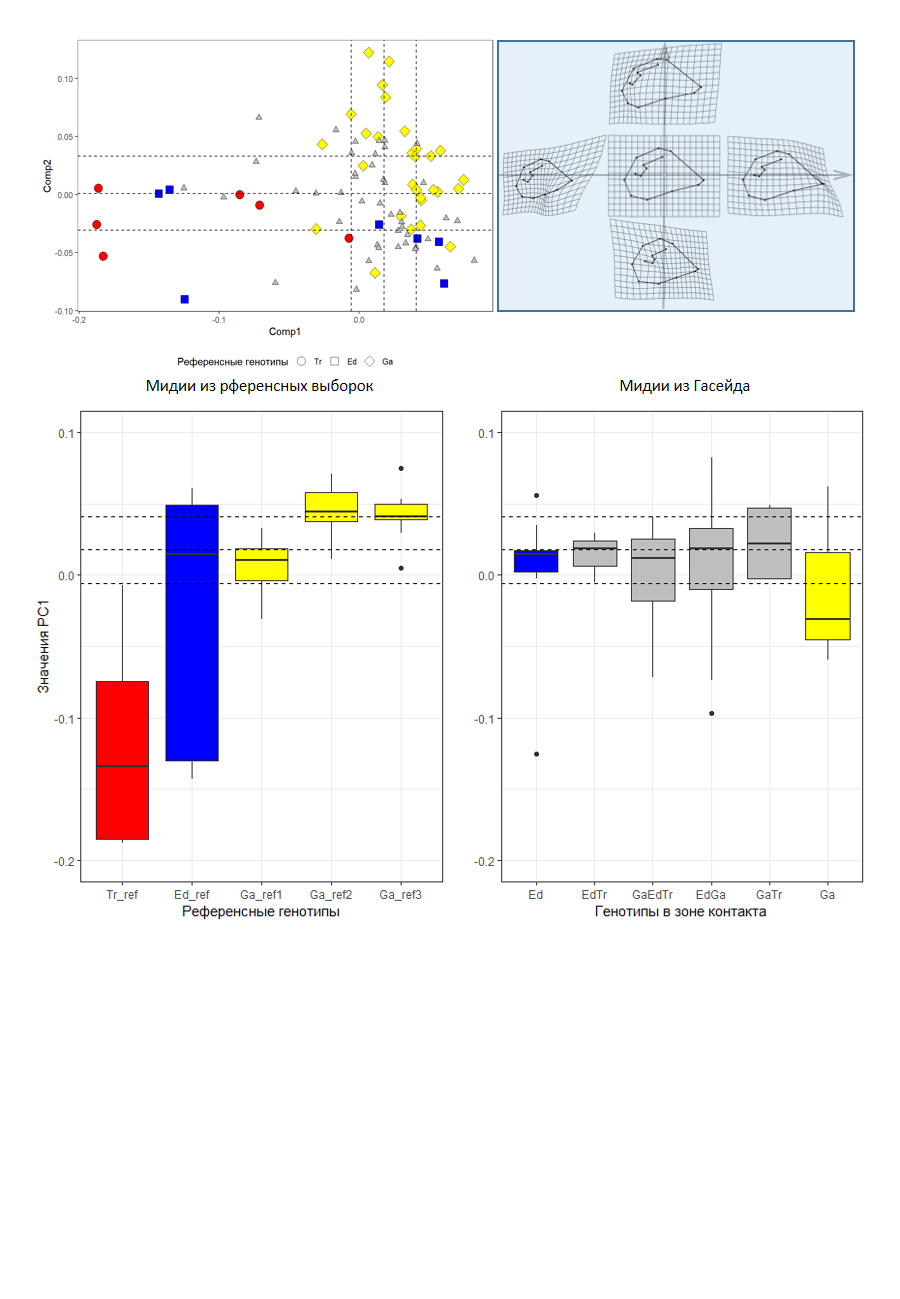 0.10
0.05
0.00
-0.05
-0.10
Comp2
-0.2
-0.1
0.0
Comp1
Референсные генотипы Tr Ed Ga
Мидии из рференсных выборок
Мидии из Гасейда
0.1
0.0
-0.1
-0.2
Значения PC1
Tr_ref Ed_ref Ga_ref1 Ga_ref2 Ga_ref3
Референсные генотипы
0.1
0.0
-0.1
-0.2
Ed EdTr GaEdTr EdGa GaTr Ga
Генотипы в зоне контакта